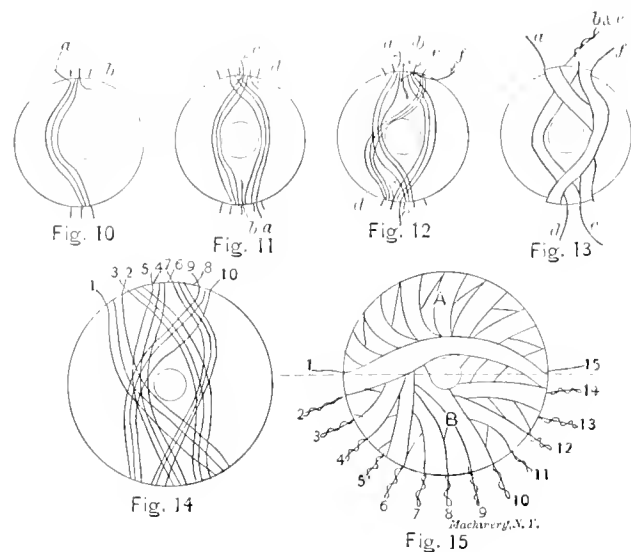 a b
Fig. 10
c
d
b a
Fig. 11
a b
f
d
Fig. 12
a
b&c
f
d e
Fig. 13
1 3 2 5 4 7 6 9 8 10
Fig. 14
A
B
1 2 3 4 5 6 7 8 9 10 11 12 13 14 15
Machinery, N.Y.
Fig. 15